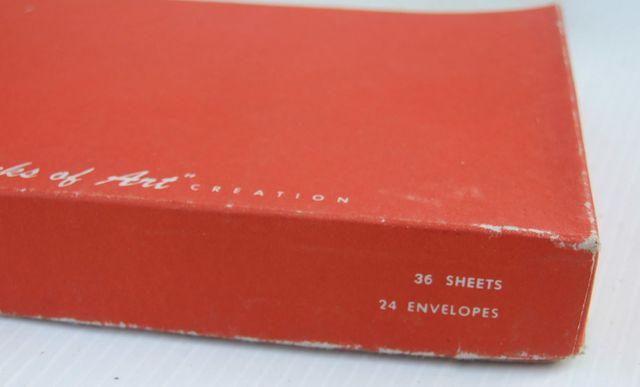 of Art" CREATION
36 SHEETS
24 ENVELOPES